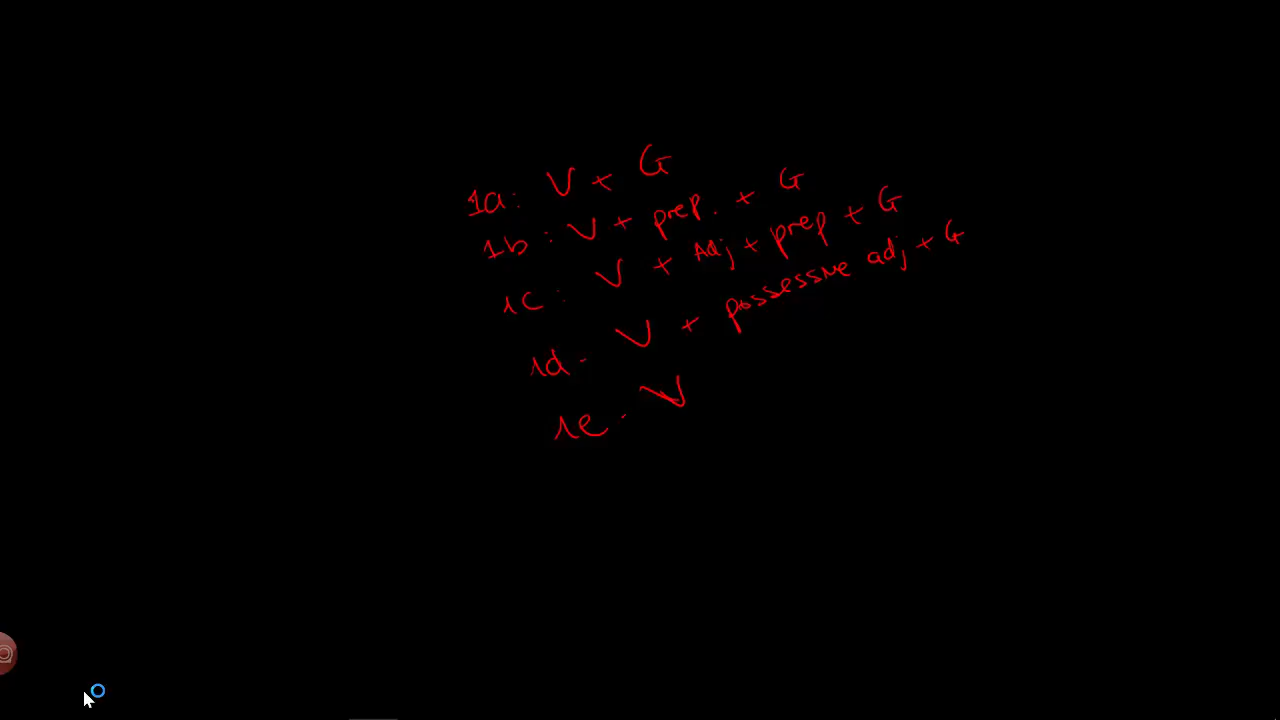 1a: V + G
1b: V + prep. + G
1c: V + Adj + prep + G
1d. V + possessive adj + G
1e. V